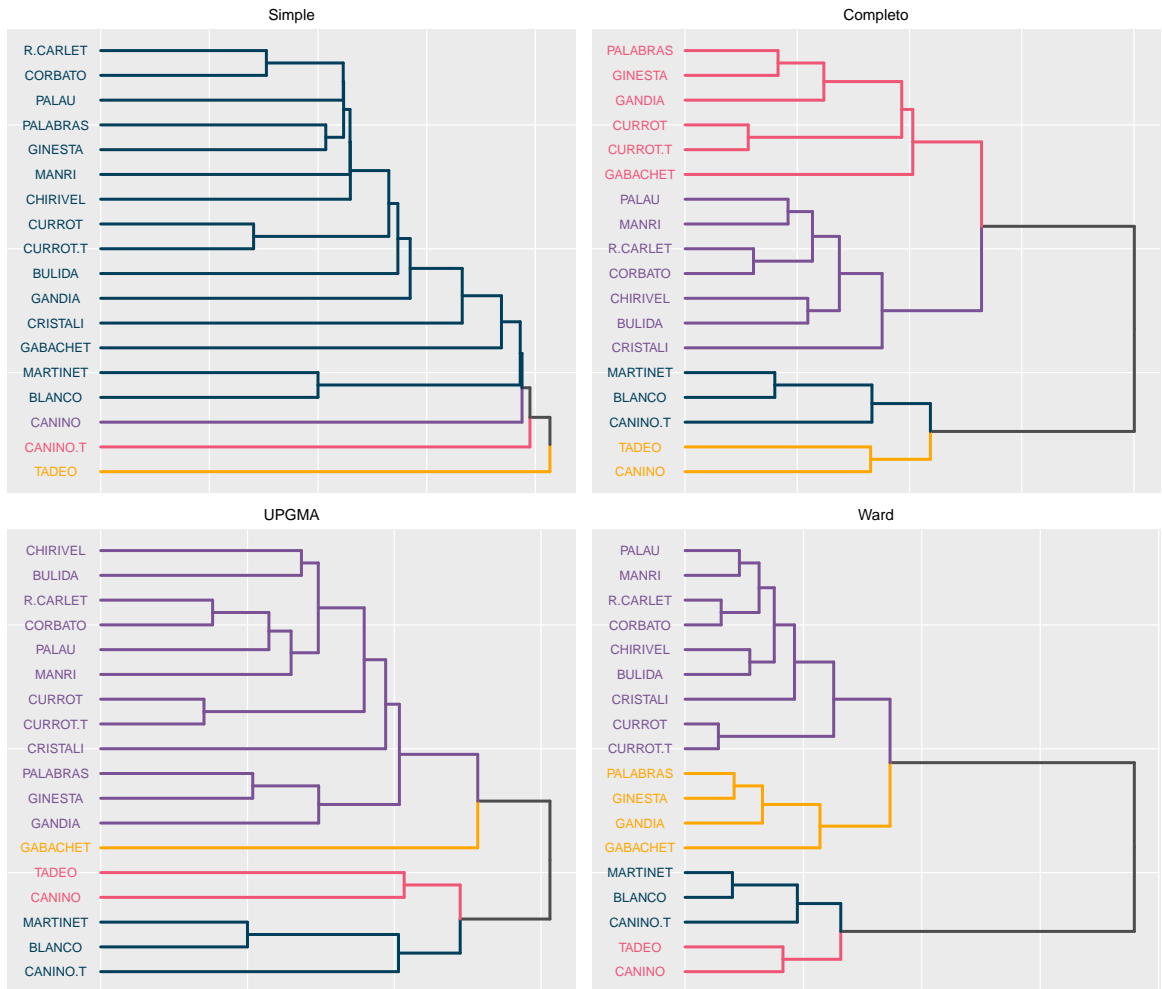 Simple
R.CARLET
CORBATO
PALAU
PALABRAS
GINESTA
MANRI
CHIRIVEL
CURROT
CURROT.T
BULIDA
GANDIA
CRISTALI
GABACHET
MARTINET
BLANCO
CANINO
CANINO.T
TADEO
Completo
PALABRAS
GINESTA
GANDIA
CURROT
CURROT.T
GABACHET
PALAU
MANRI
R.CARLET
CORBATO
CHIRIVEL
BULIDA
CRISTALI
MARTINET
BLANCO
CANINO.T
TADEO
CANINO
UPGMA
CHIRIVEL
BULIDA
R.CARLET
CORBATO
PALAU
MANRI
CURROT
CURROT.T
CRISTALI
PALABRAS
GINESTA
GANDIA
GABACHET
TADEO
CANINO
MARTINET
BLANCO
CANINO.T
Ward
PALAU
MANRI
R.CARLET
CORBATO
CHIRIVEL
BULIDA
CRISTALI
CURROT
CURROT.T
PALABRAS
GINESTA
GANDIA
GABACHET
MARTINET
BLANCO
CANINO.T
TADEO
CANINO